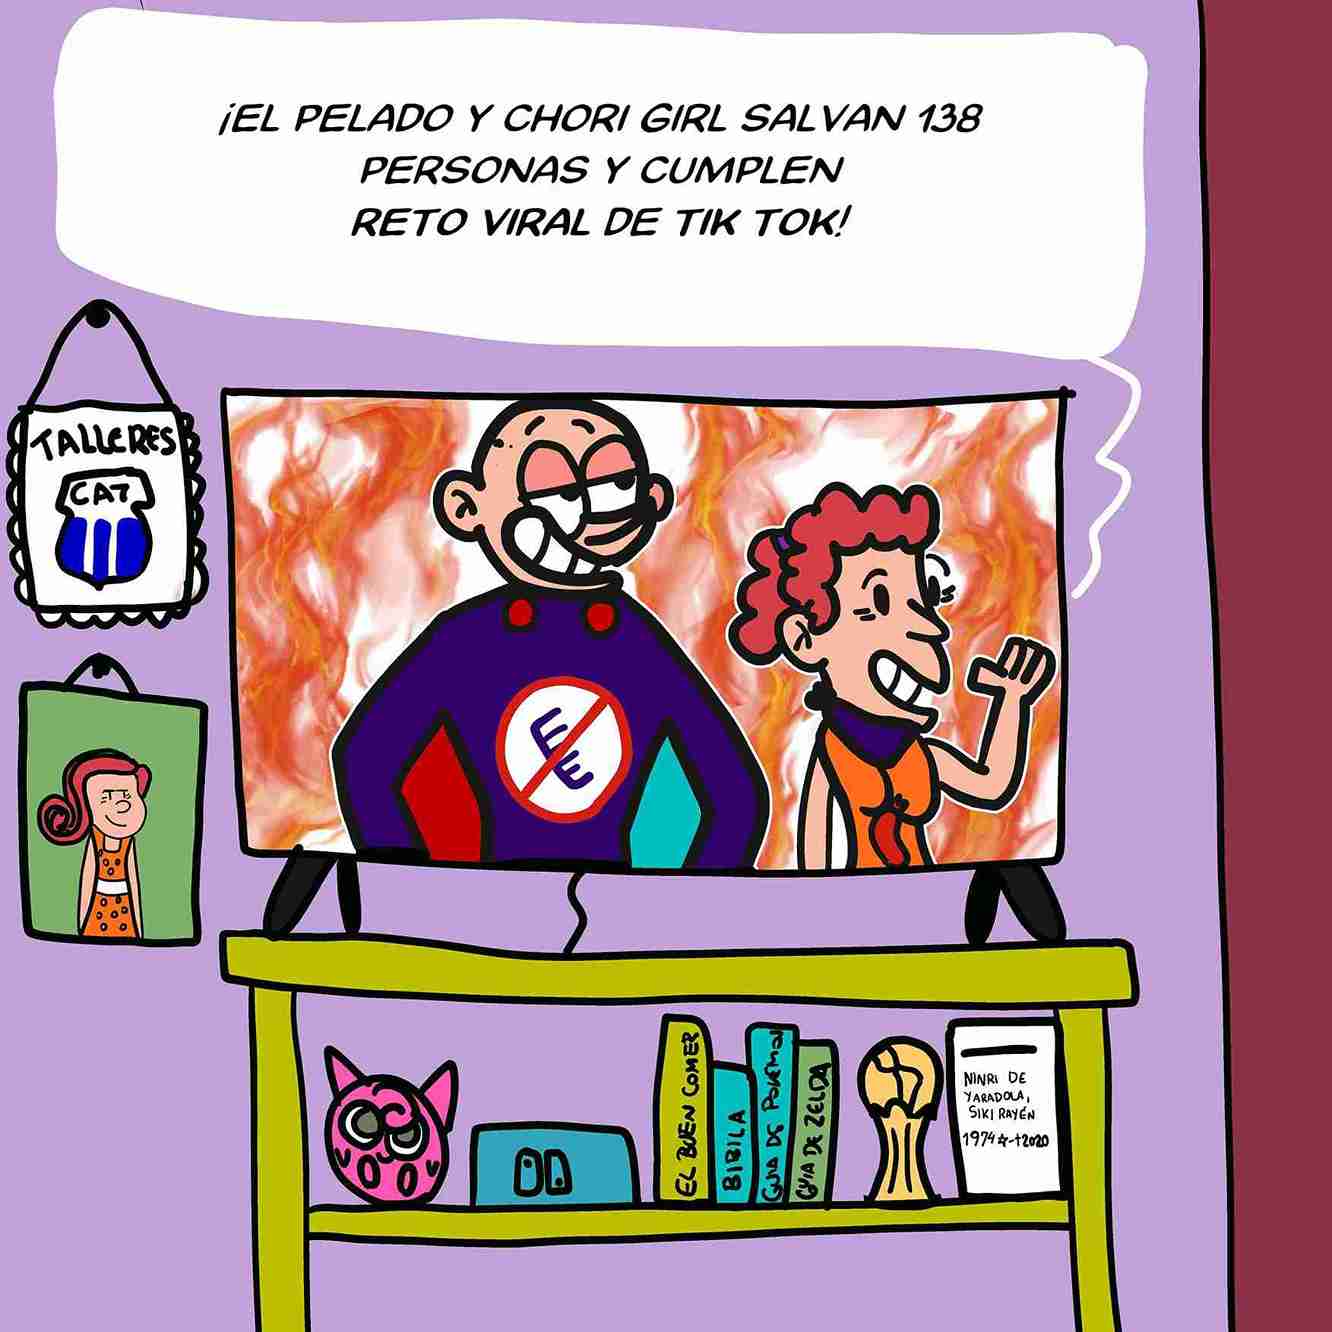 ¡EL PELADO Y CHORI GIRL SALVAN 138
PERSONAS Y CUMPLEN
RETO VIRAL DE TIK TOK!
TALLERES
CAT
EL BUEN COMER
BIBILA
GUIA DE POKEMON
GUIA DE ZELDA
NINRI DE
YARADOLA,
SIKI RAYÉN
1974☆-†2020